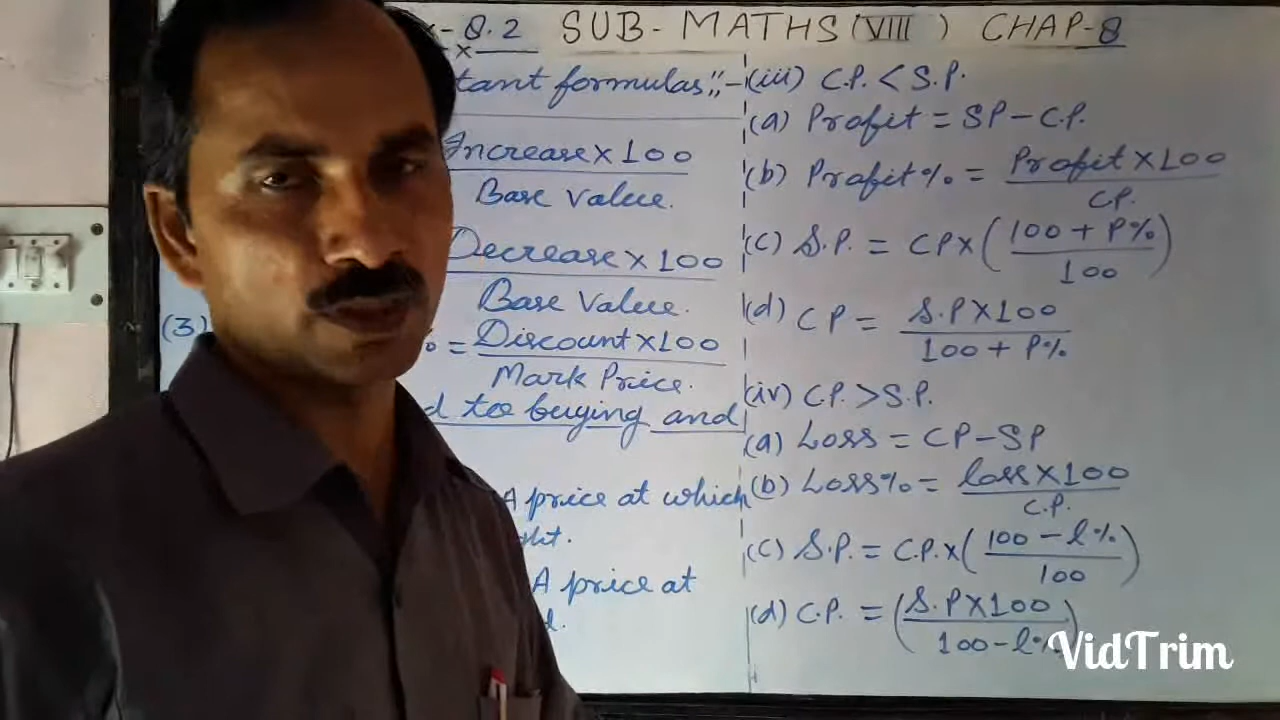 - 8.2 SUB- MATHS (VIII) CHAP-8
tant formulas;;-
Increase × 100
Base value.
Decrease × 100
Base Value.
(3)
% = Discount × 100
Mark Price.
d to buying and
A price at which
ht.
A price at
d.
(iii) C.P. < S.P.
(a) Profit = SP - C.P.
(b) Profit % = Profit × 100
CP.
(c) S.P. = CP × (100 + P%
100)
(d) CP = S.P × 100
100 + P%
(iv) C.P. > S.P.
(a) Loss = CP - SP
(b) Loss % = loss × 100
C.P.
(c) S.P. = C.P. × (100 - l%
100)
(d) C.P. = (S.P × 100
100 - l%)
VidTrim